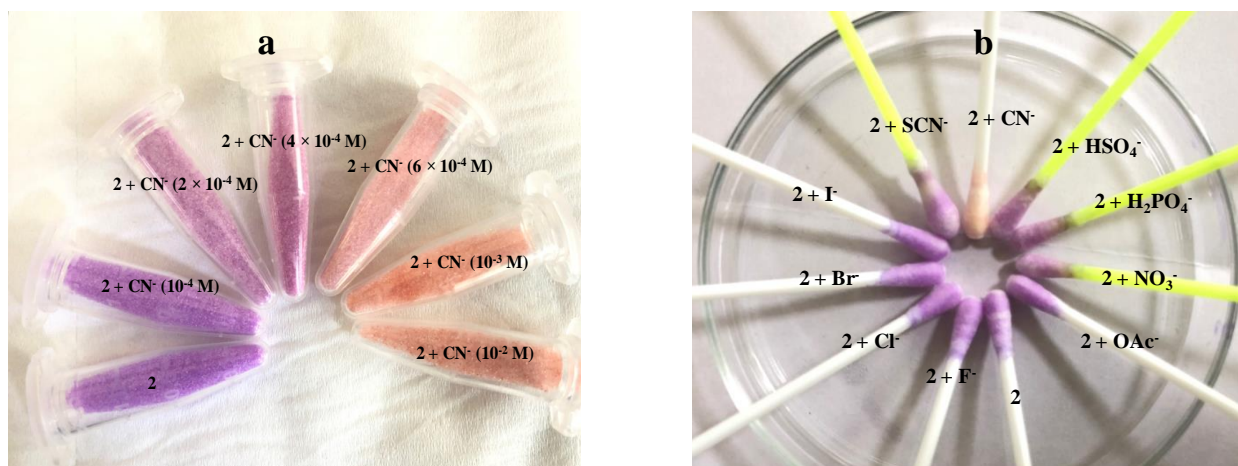 a
2 + CN⁻ (4 × 10⁻⁴ M)
2 + CN⁻ (6 × 10⁻⁴ M)
2 + CN⁻ (2 × 10⁻⁴ M)
2 + CN⁻ (10⁻³ M)
2 + CN⁻ (10⁻⁴ M)
2 + CN⁻ (10⁻² M)
2
b
2 + SCN⁻
2 + CN⁻
2 + HSO₄⁻
2 + I⁻
2 + H₂PO₄⁻
2 + Br⁻
2 + NO₃⁻
2 + Cl⁻
2 + OAc⁻
2 + F⁻
2